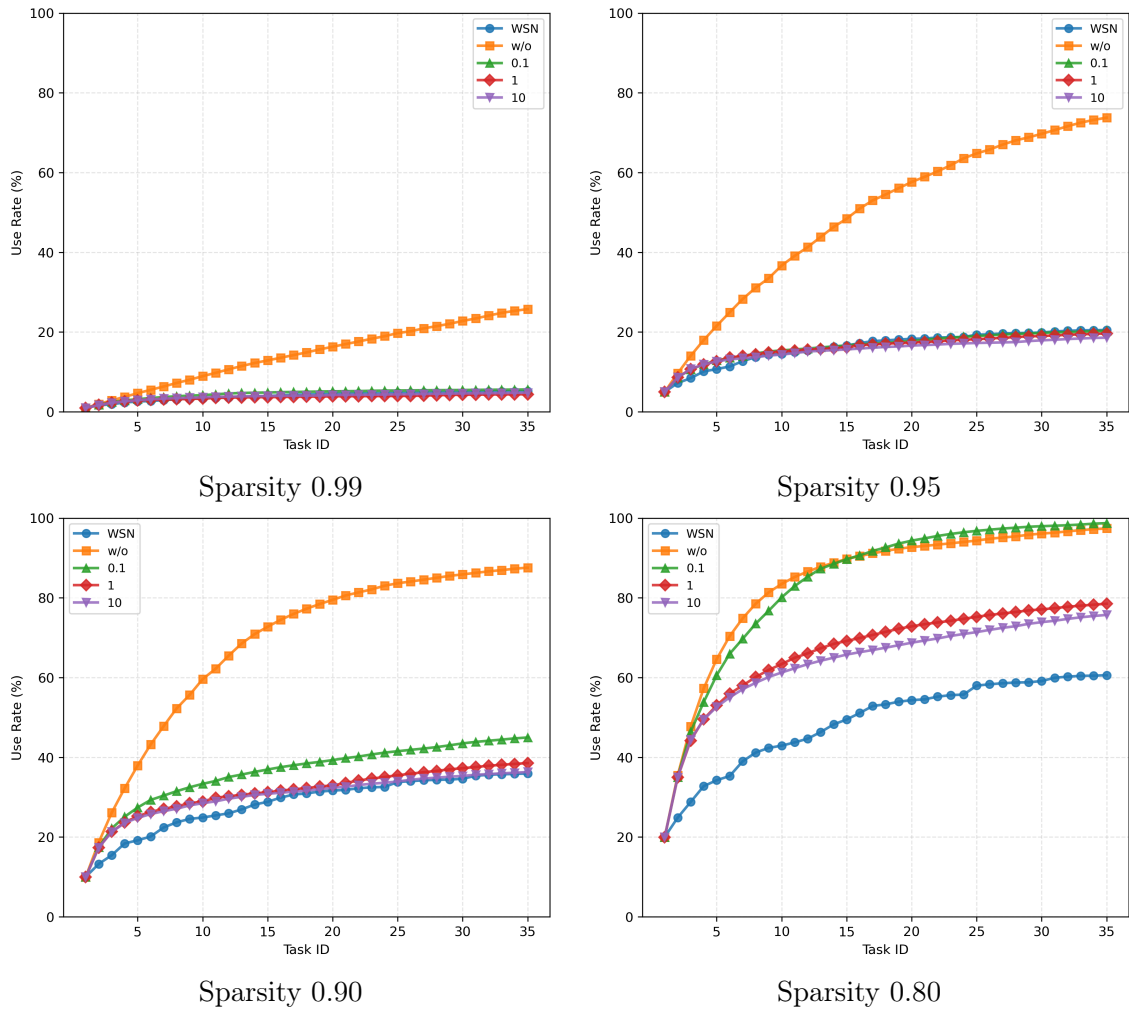 100
80
60
40
20
0
Use Rate (%)
WSN
w/o
0.1
1
10
5 10 15 20 25 30 35
Task ID
Sparsity 0.99
100
80
60
40
20
0
Use Rate (%)
WSN
w/o
0.1
1
10
5 10 15 20 25 30 35
Task ID
Sparsity 0.95
100
80
60
40
20
0
Use Rate (%)
WSN
w/o
0.1
1
10
5 10 15 20 25 30 35
Task ID
Sparsity 0.90
100
80
60
40
20
0
Use Rate (%)
WSN
w/o
0.1
1
10
5 10 15 20 25 30 35
Task ID
Sparsity 0.80